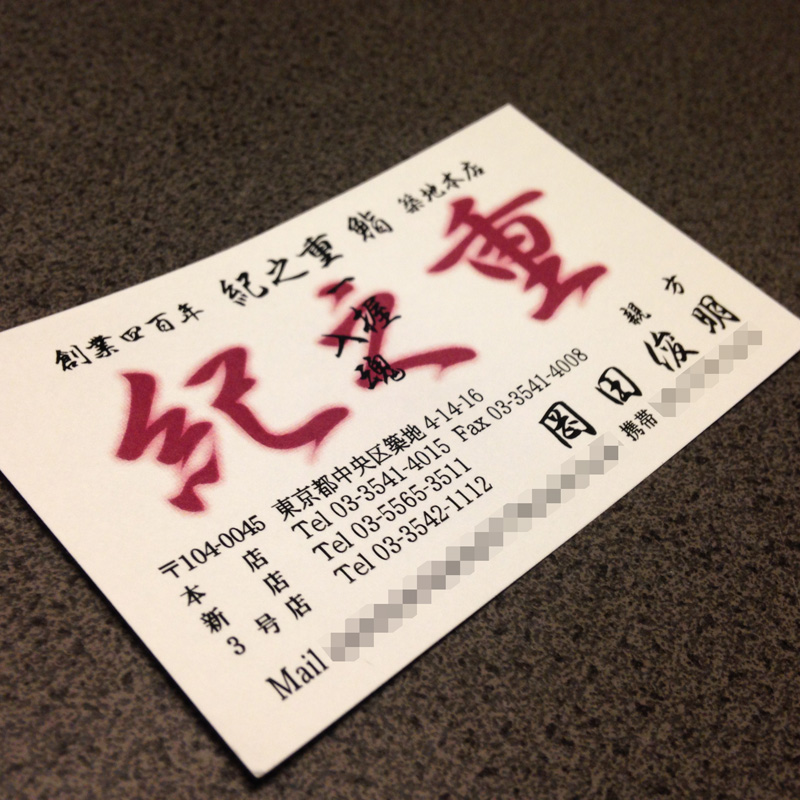 創業四百年 紀之重 鮨 築地本店
紀之重
一握
入魂
親方
岡田俊明
携帯
〒104-0045 東京都中央区築地 4-14-16
本店 Tel 03-3541-4015 Fax 03-3541-4008
新店 Tel 03-5565-3511
3号店 Tel 03-3542-1112
Mail